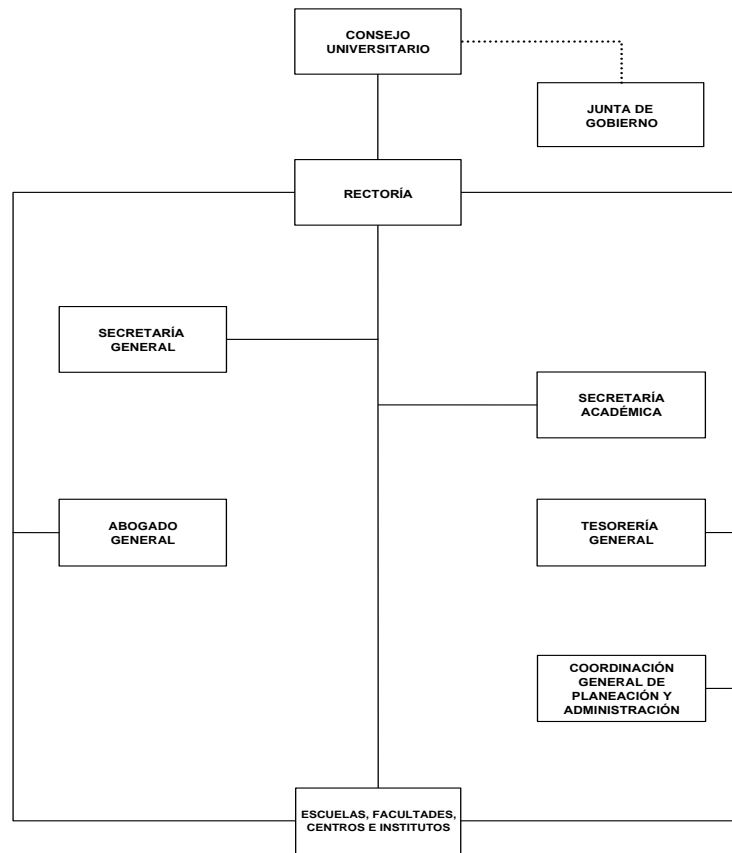 CONSEJO
UNIVERSITARIO
JUNTA DE
GOBIERNO
RECTORÍA
SECRETARÍA
GENERAL
SECRETARÍA
ACADÉMICA
ABOGADO
GENERAL
TESORERÍA
GENERAL
COORDINACIÓN
GENERAL DE
PLANEACIÓN Y
ADMINISTRACIÓN
ESCUELAS, FACULTADES,
CENTROS E INSTITUTOS